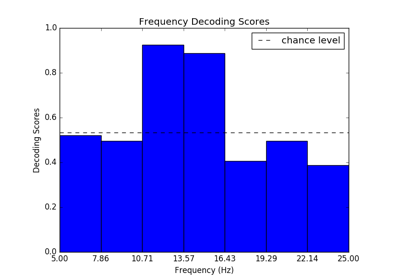 Frequency Decoding Scores
1.0
chance level
0.8
0.6
Decoding Scores
0.4
0.2
0.0
5.00 7.86 10.71 13.57 16.43 19.29 22.14 25.00
Frequency (Hz)